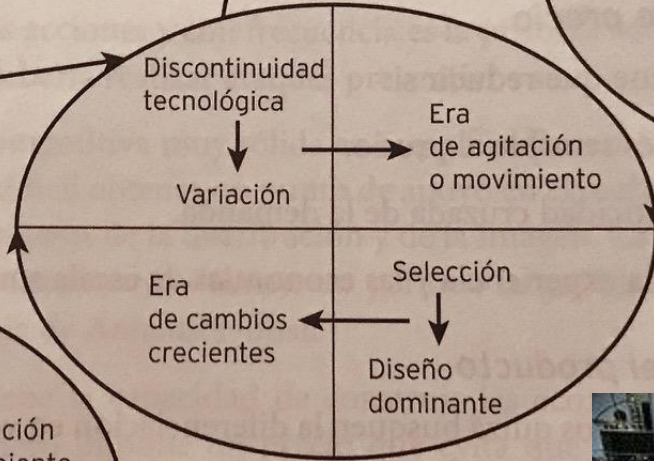 Discontinuidad
tecnológica
Variación
Era
de agitación
o movimiento
Era
de cambios
crecientes
Selección
Diseño
dominante
ción